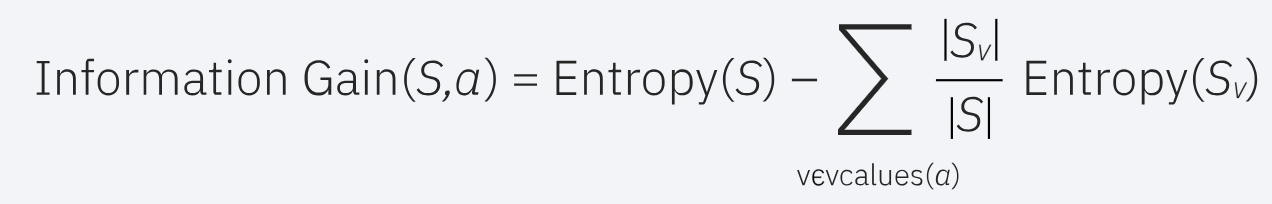 Information Gain(S,a) = Entropy(S) − ∑ |Sv| / |S| Entropy(Sv)
vϵvcalues(a)